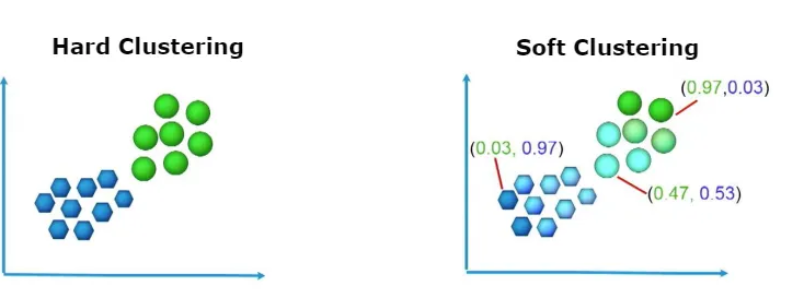 Hard Clustering
Soft Clustering
(0.97,0.03)
(0.03, 0.97)
(0.47, 0.53)